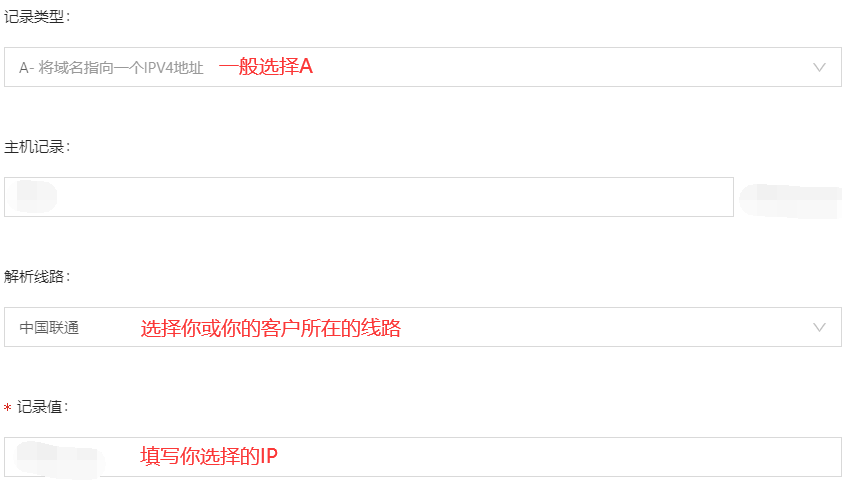 记录类型：
A- 将域名指向一个IPV4地址 一般选择A
主机记录：
解析线路：
中国联通 选择你或你的客户所在的线路
* 记录值：
填写你选择的IP